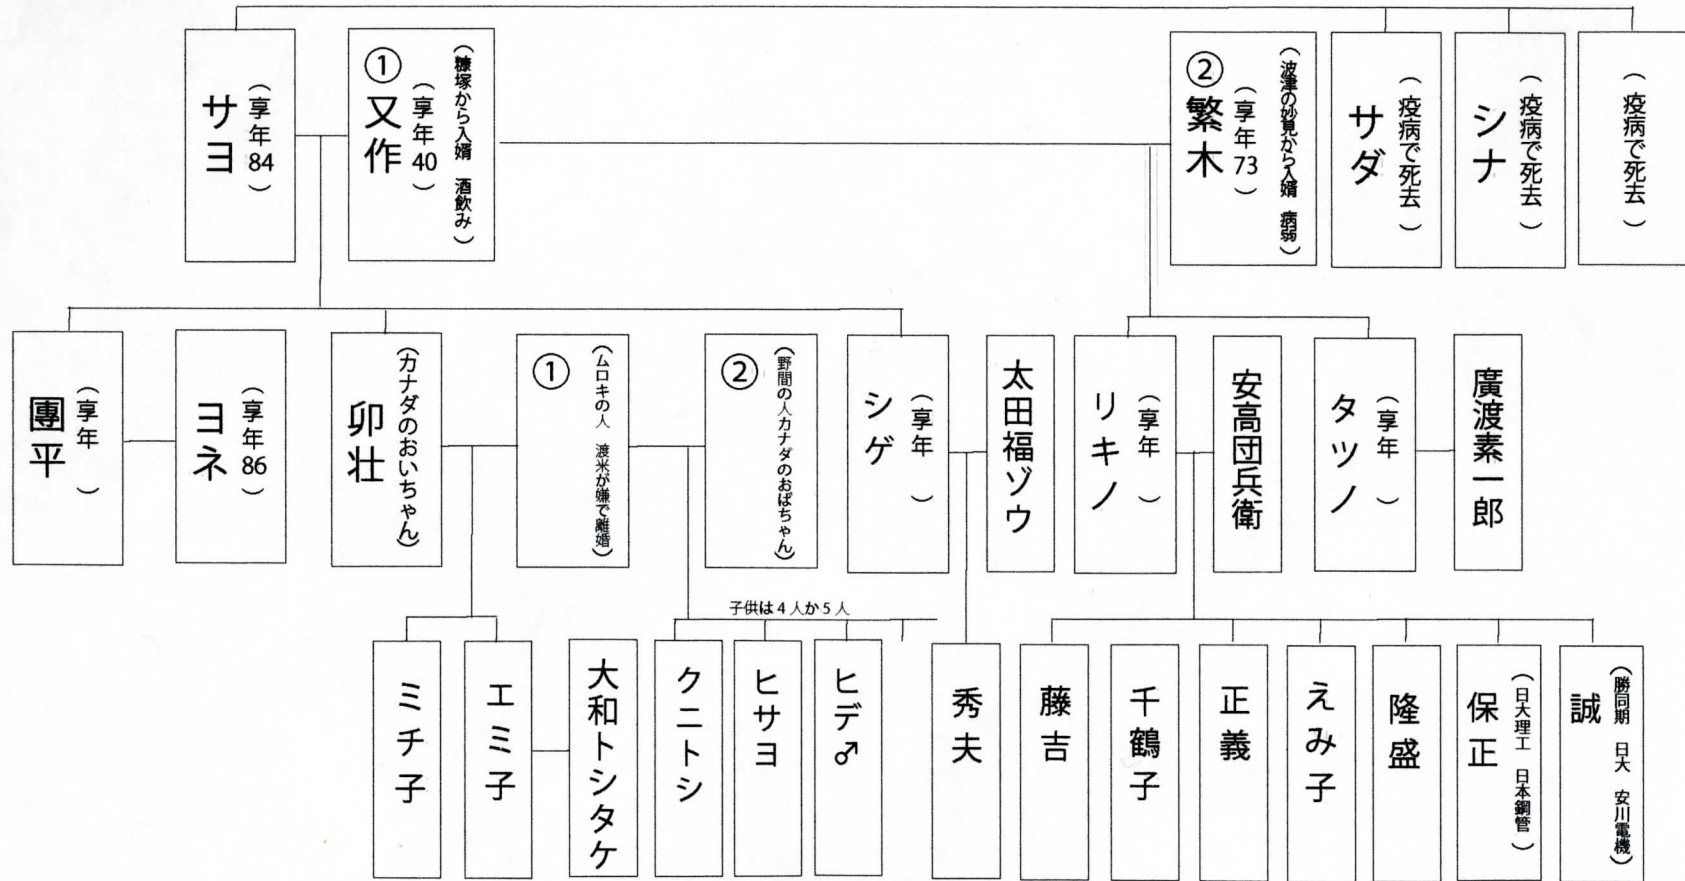 サヨ
（享年84）
①又作
（享年40）
（糠塚から入婿　酒飲み）
②繁木
（享年73）
（波津の妙見から入婿　病弱）
サダ
（疫病で死去）
シナ
（疫病で死去）
（疫病で死去）
團平
（享年　）
ヨネ
（享年86）
卯壮
（カナダのおいちゃん）
①
（ムロキの人　渡米が嫌で離婚）
②
（野間の人カナダのおばちゃん）
シゲ
（享年　）
太田福ゾウ
リキノ
（享年　）
安高団兵衛
タツノ
（享年　）
廣渡素一郎
子供は4人か5人
ミチ子
エミ子
大和トシタケ
クニトシ
ヒサヨ
ヒデ♂
秀夫
藤吉
千鶴子
正義
えみ子
隆盛
保正
（日大理工　日本鋼管）
誠
（勝同期　日大　安川電機）